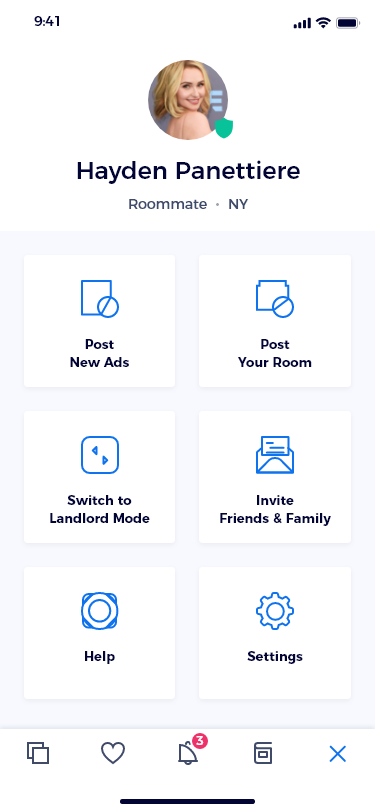 9:41
Hayden Panettiere
Roommate • NY
Post
New Ads
Post
Your Room
Switch to
Landlord Mode
Invite
Friends & Family
Help
Settings
3